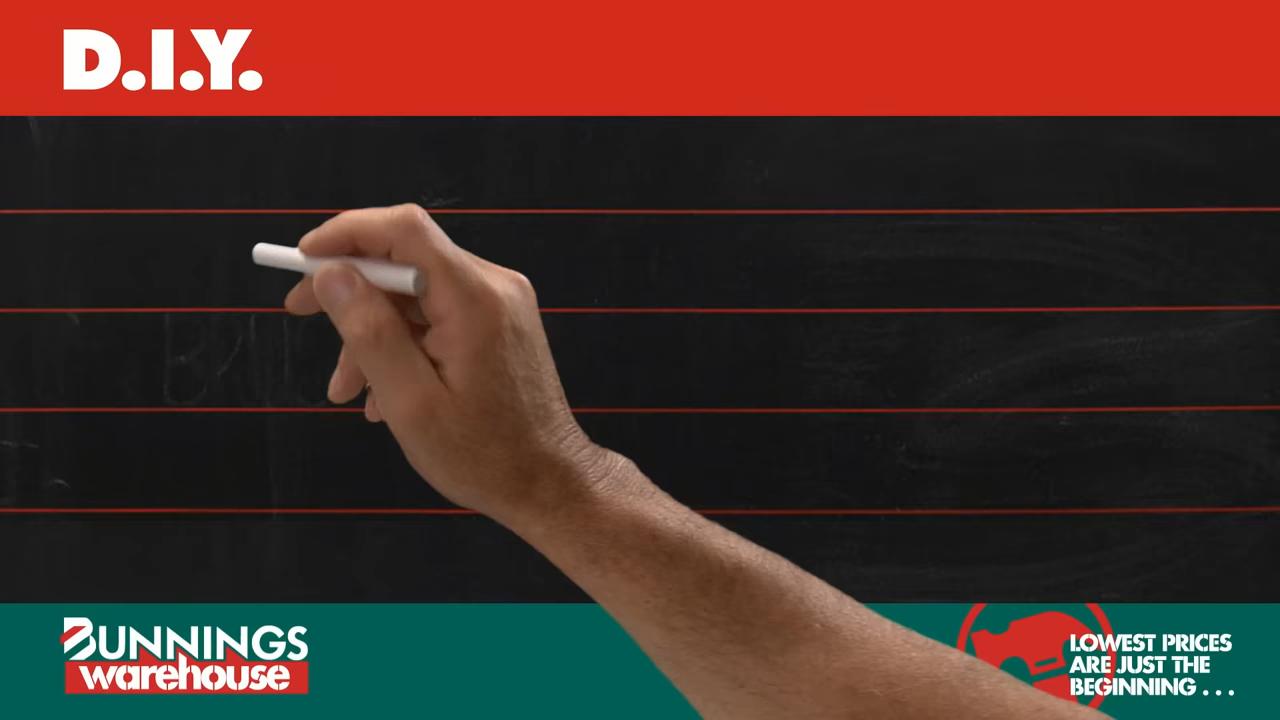 D.I.Y.
BUNNINGS
warehouse
LOWEST PRICES
ARE JUST THE
BEGINNING...